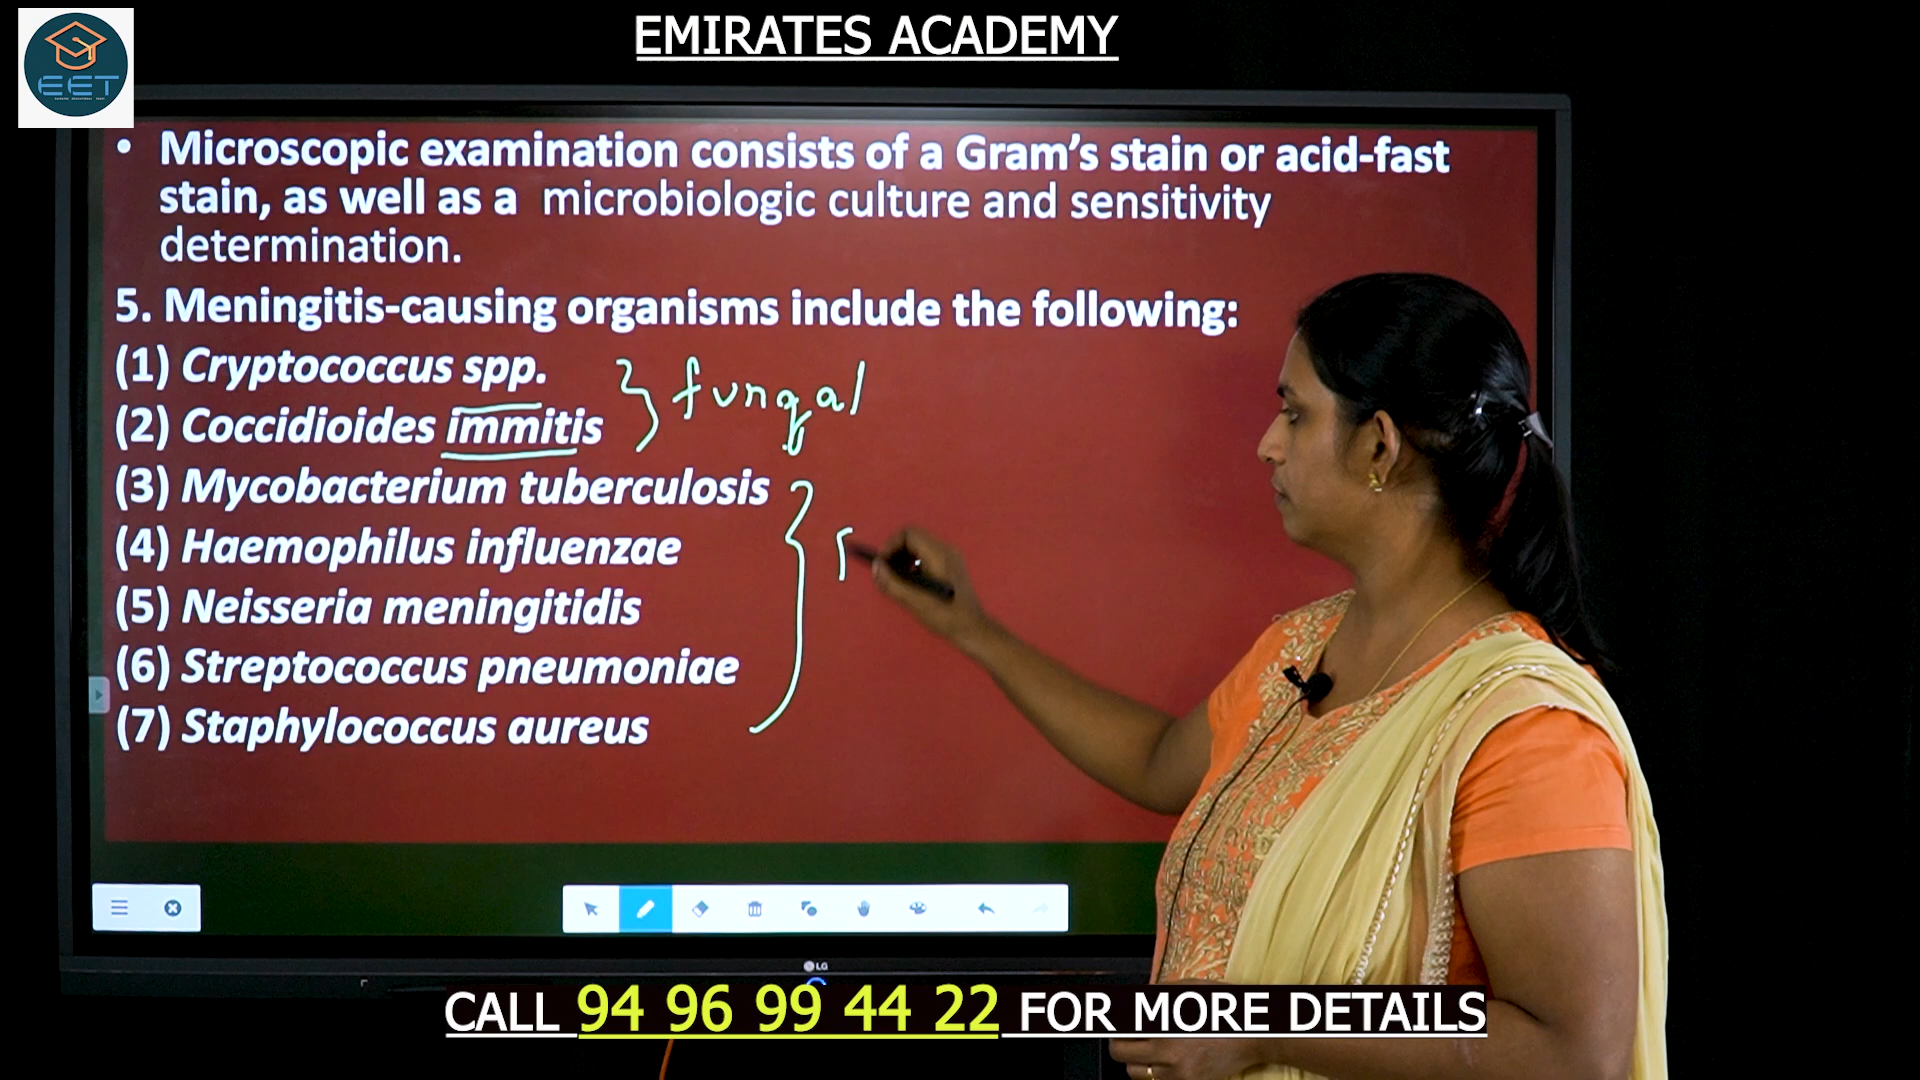 EMIRATES ACADEMY
EET
• Microscopic examination consists of a Gram's stain or acid-fast
stain, as well as a microbiologic culture and sensitivity
determination.
5. Meningitis-causing organisms include the following:
(1) Cryptococcus spp.
(2) Coccidioides immitis
fungal
(3) Mycobacterium tuberculosis
(4) Haemophilus influenzae
(5) Neisseria meningitidis
(6) Streptococcus pneumoniae
(7) Staphylococcus aureus
LG
CALL 94 96 99 44 22 FOR MORE DETAILS